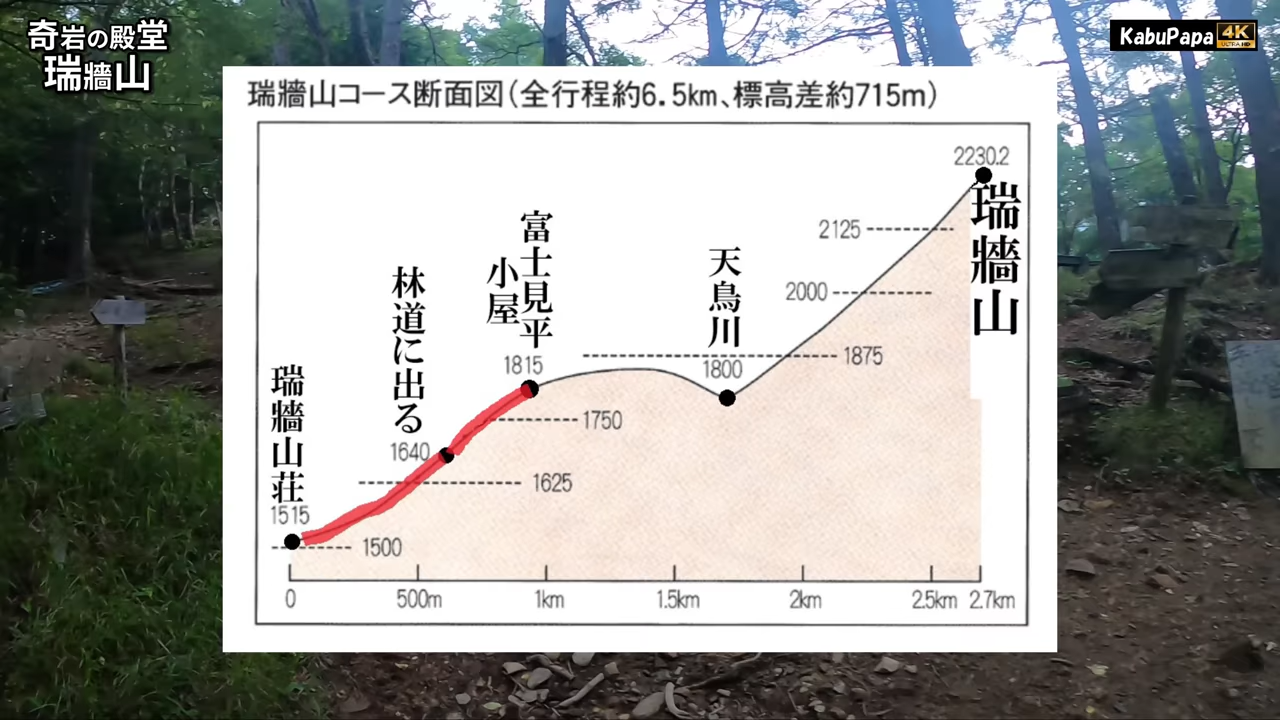 奇岩の殿堂
瑞牆山
KabuPapa 4K
ULTRA HD
瑞牆山コース断面図(全行程約6.5km、標高差約715m)
2230.2
瑞牆山
2125
2000
1875
天鳥川
1800
富士見平
小屋
1815
1750
林道に出る
1640
1625
瑞牆山荘
1515
1500
0 500m 1km 1.5km 2km 2.5km 2.7km